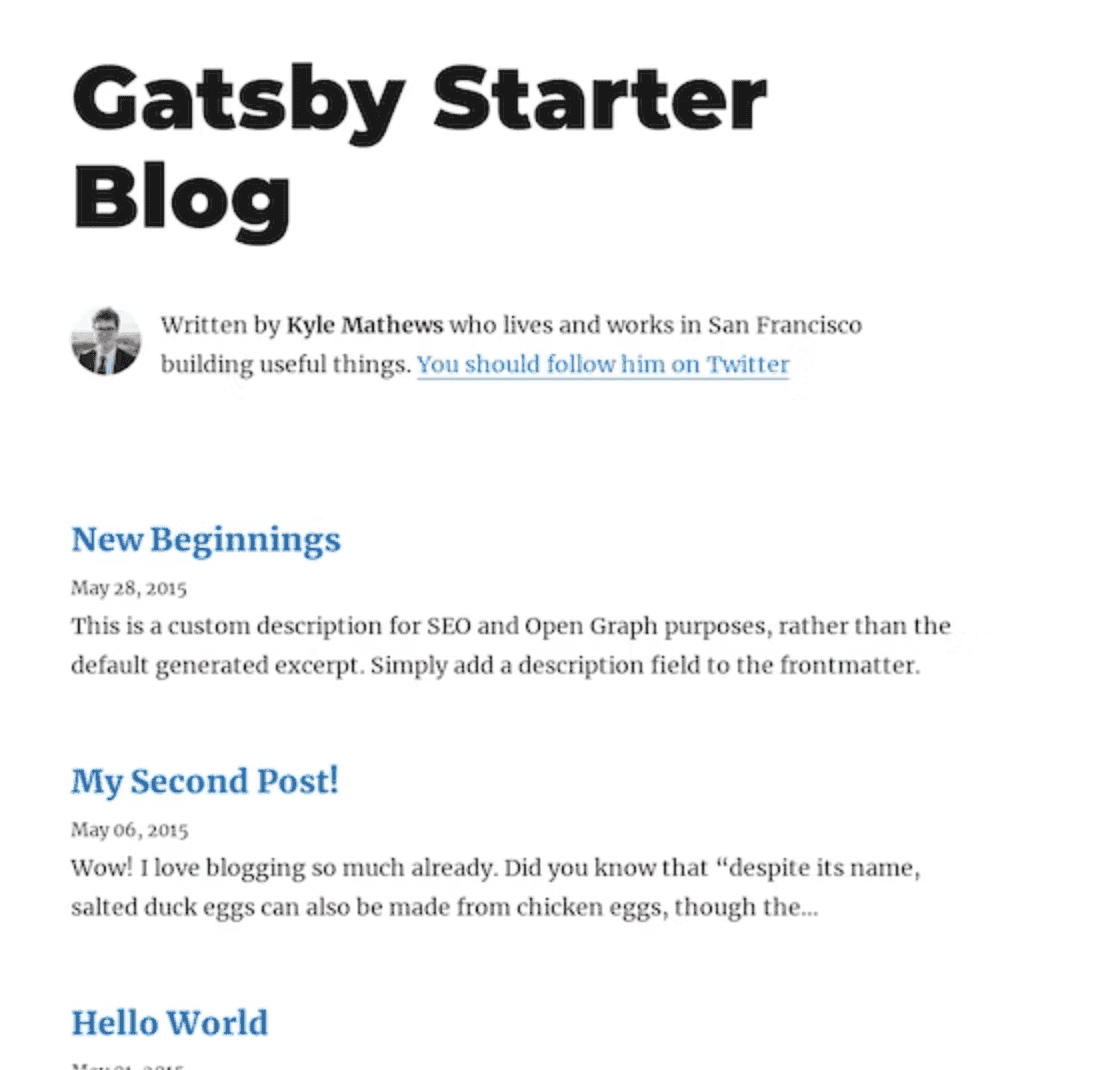 Gatsby Starter
Blog
Written by Kyle Mathews who lives and works in San Francisco
building useful things. You should follow him on Twitter
New Beginnings
May 28, 2015
This is a custom description for SEO and Open Graph purposes, rather than the
default generated excerpt. Simply add a description field to the frontmatter.
My Second Post!
May 06, 2015
Wow! I love blogging so much already. Did you know that “despite its name,
salted duck eggs can also be made from chicken eggs, though the...
Hello World